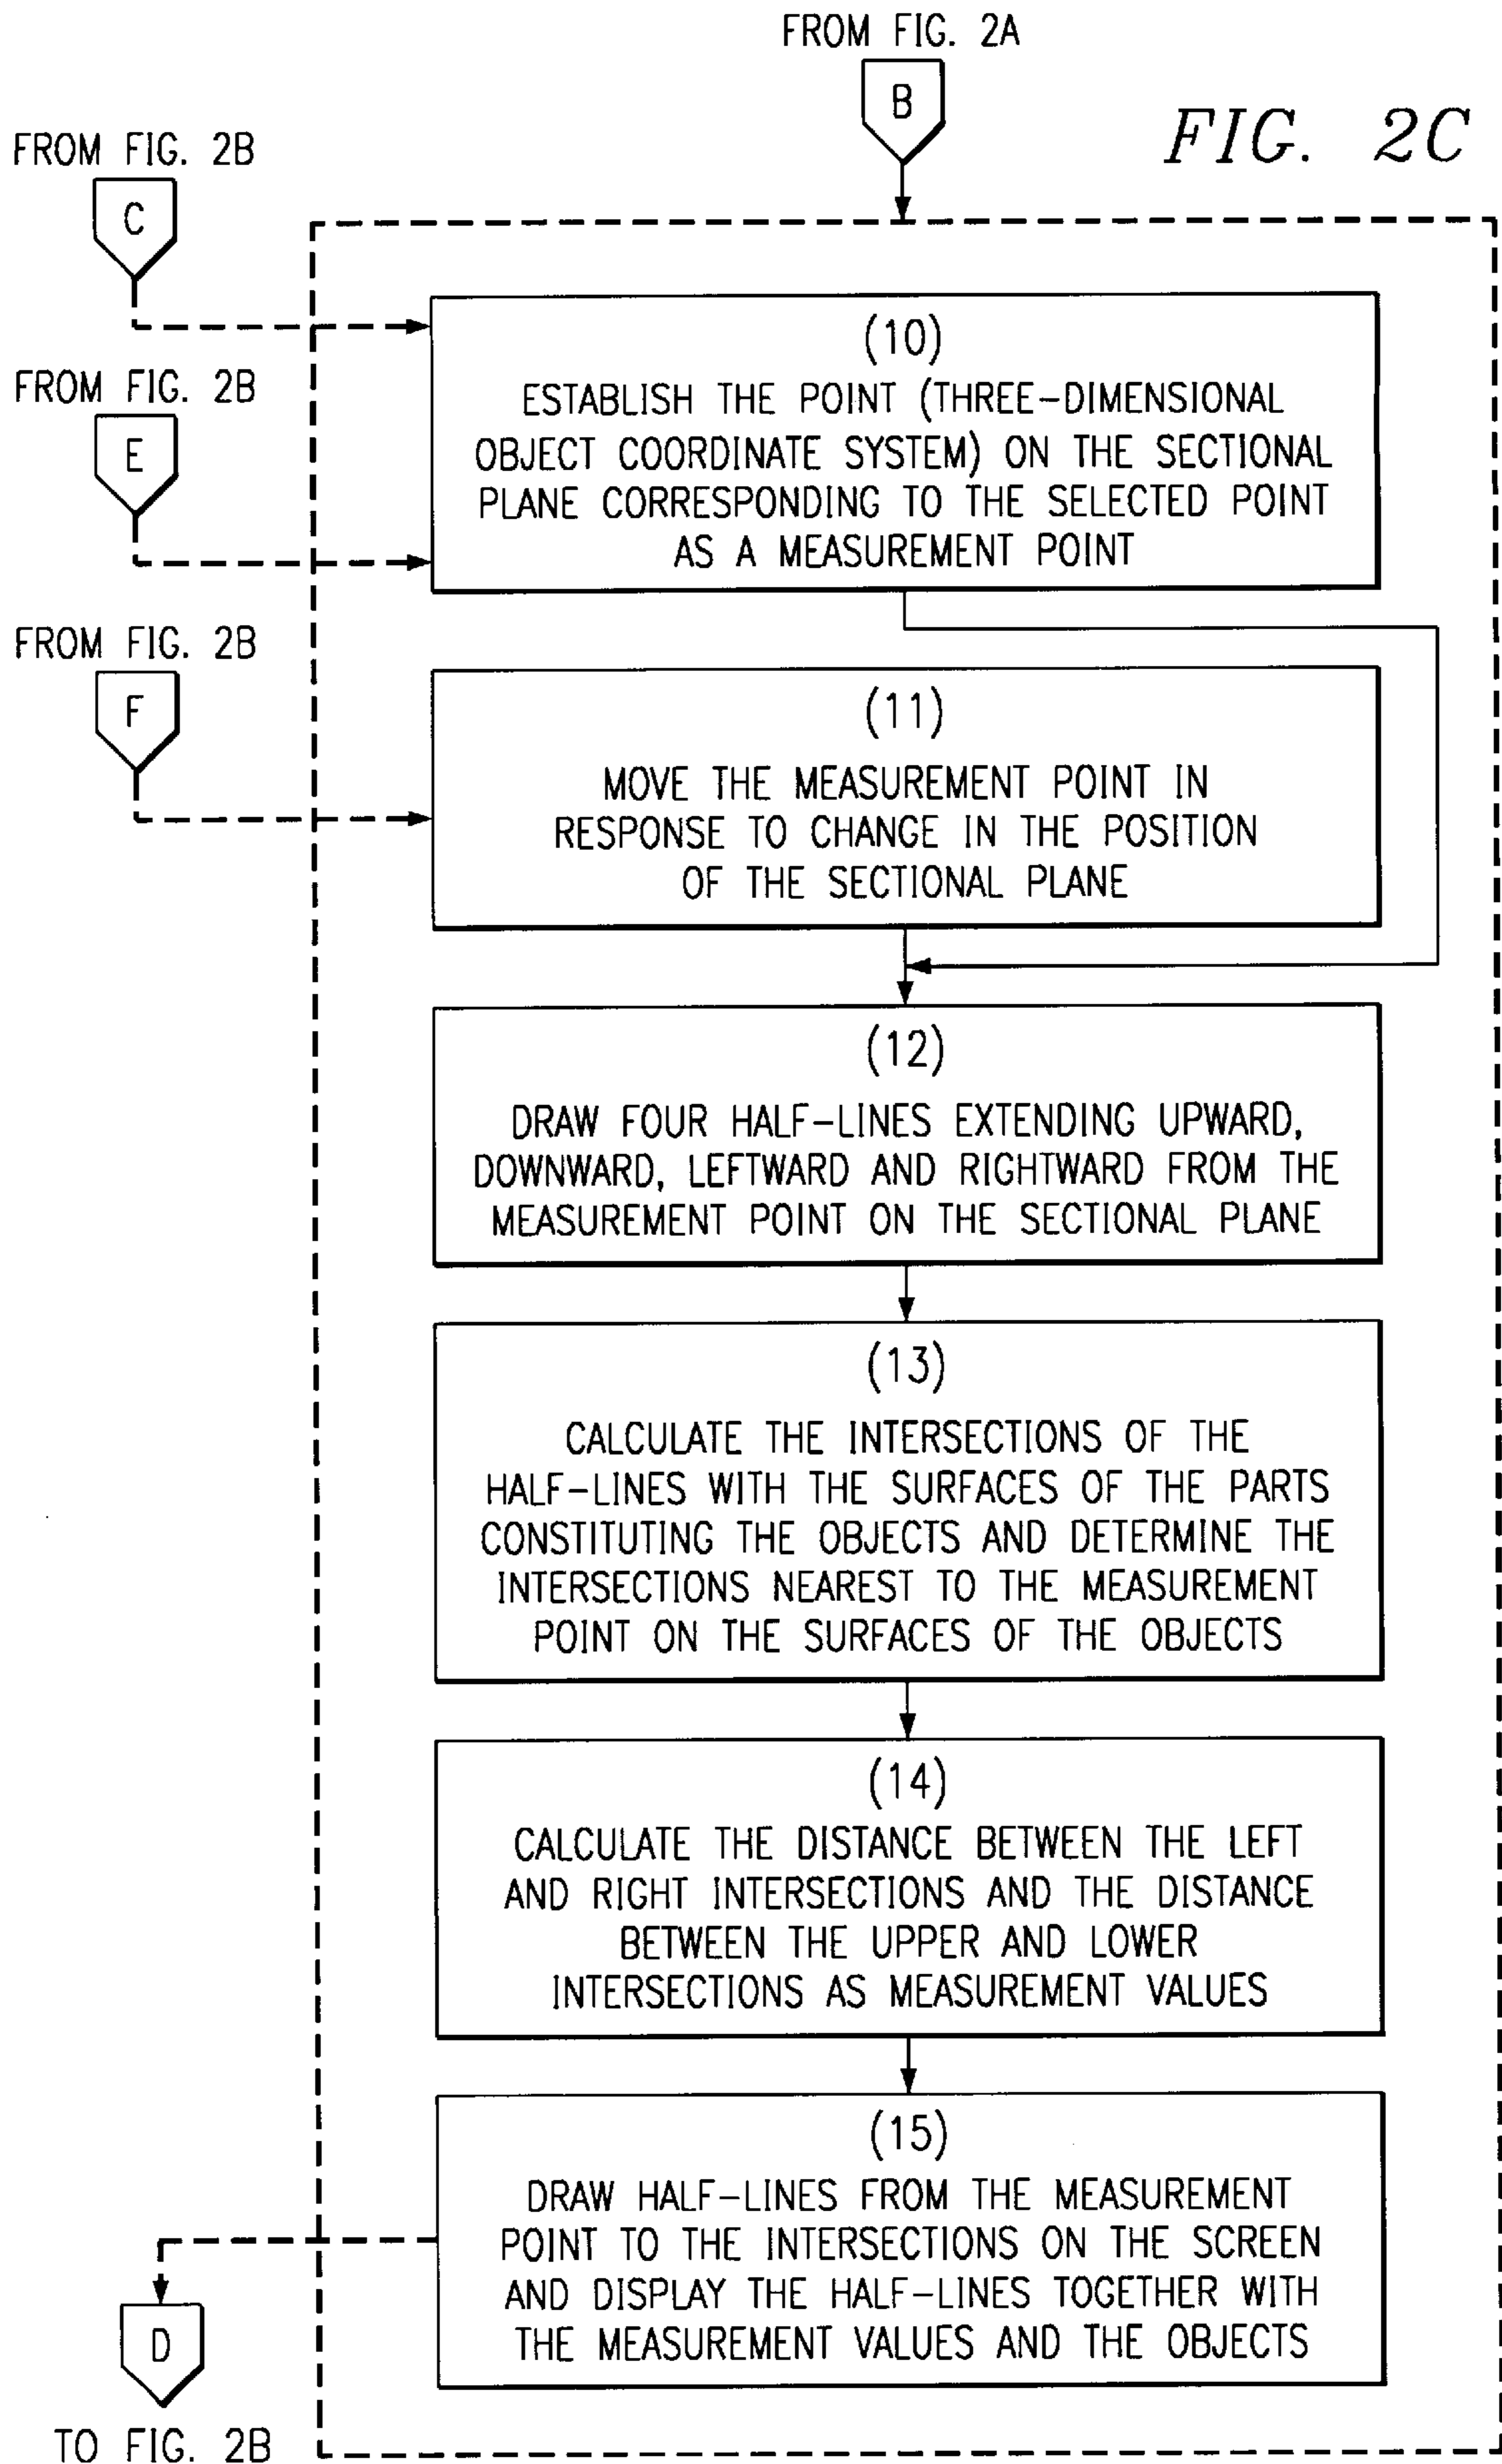 FROM FIG. 2A
B
FIG. 2C
FROM FIG. 2B
C
(10)
ESTABLISH THE POINT (THREE-DIMENSIONAL
OBJECT COORDINATE SYSTEM) ON THE SECTIONAL
PLANE CORRESPONDING TO THE SELECTED POINT
AS A MEASUREMENT POINT
FROM FIG. 2B
E
FROM FIG. 2B
F
(11)
MOVE THE MEASUREMENT POINT IN
RESPONSE TO CHANGE IN THE POSITION
OF THE SECTIONAL PLANE
(12)
DRAW FOUR HALF-LINES EXTENDING UPWARD,
DOWNWARD, LEFTWARD AND RIGHTWARD FROM THE
MEASUREMENT POINT ON THE SECTIONAL PLANE
(13)
CALCULATE THE INTERSECTIONS OF THE
HALF-LINES WITH THE SURFACES OF THE PARTS
CONSTITUTING THE OBJECTS AND DETERMINE THE
INTERSECTIONS NEAREST TO THE MEASUREMENT
POINT ON THE SURFACES OF THE OBJECTS
(14)
CALCULATE THE DISTANCE BETWEEN THE LEFT
AND RIGHT INTERSECTIONS AND THE DISTANCE
BETWEEN THE UPPER AND LOWER
INTERSECTIONS AS MEASUREMENT VALUES
(15)
DRAW HALF-LINES FROM THE MEASUREMENT
POINT TO THE INTERSECTIONS ON THE SCREEN
AND DISPLAY THE HALF-LINES TOGETHER WITH
THE MEASUREMENT VALUES AND THE OBJECTS
D
TO FIG. 2B